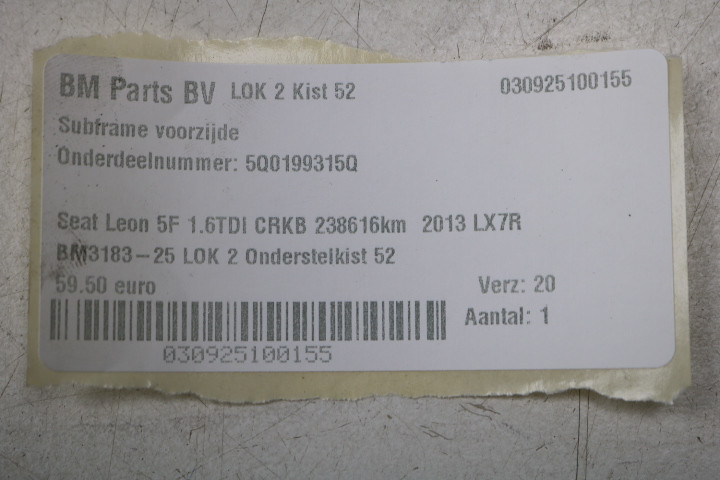 BM Parts BV LOK 2 Kist 52 030925100155
Subframe voorzijde
Onderdeelnummer: 5Q0199315Q
Seat Leon 5F 1.6TDI CRKB 238616km 2013 LX7R
BM3183-25 LOK 2 Onderstelkist 52
59.50 euro Verz: 20
Aantal: 1
030925100155